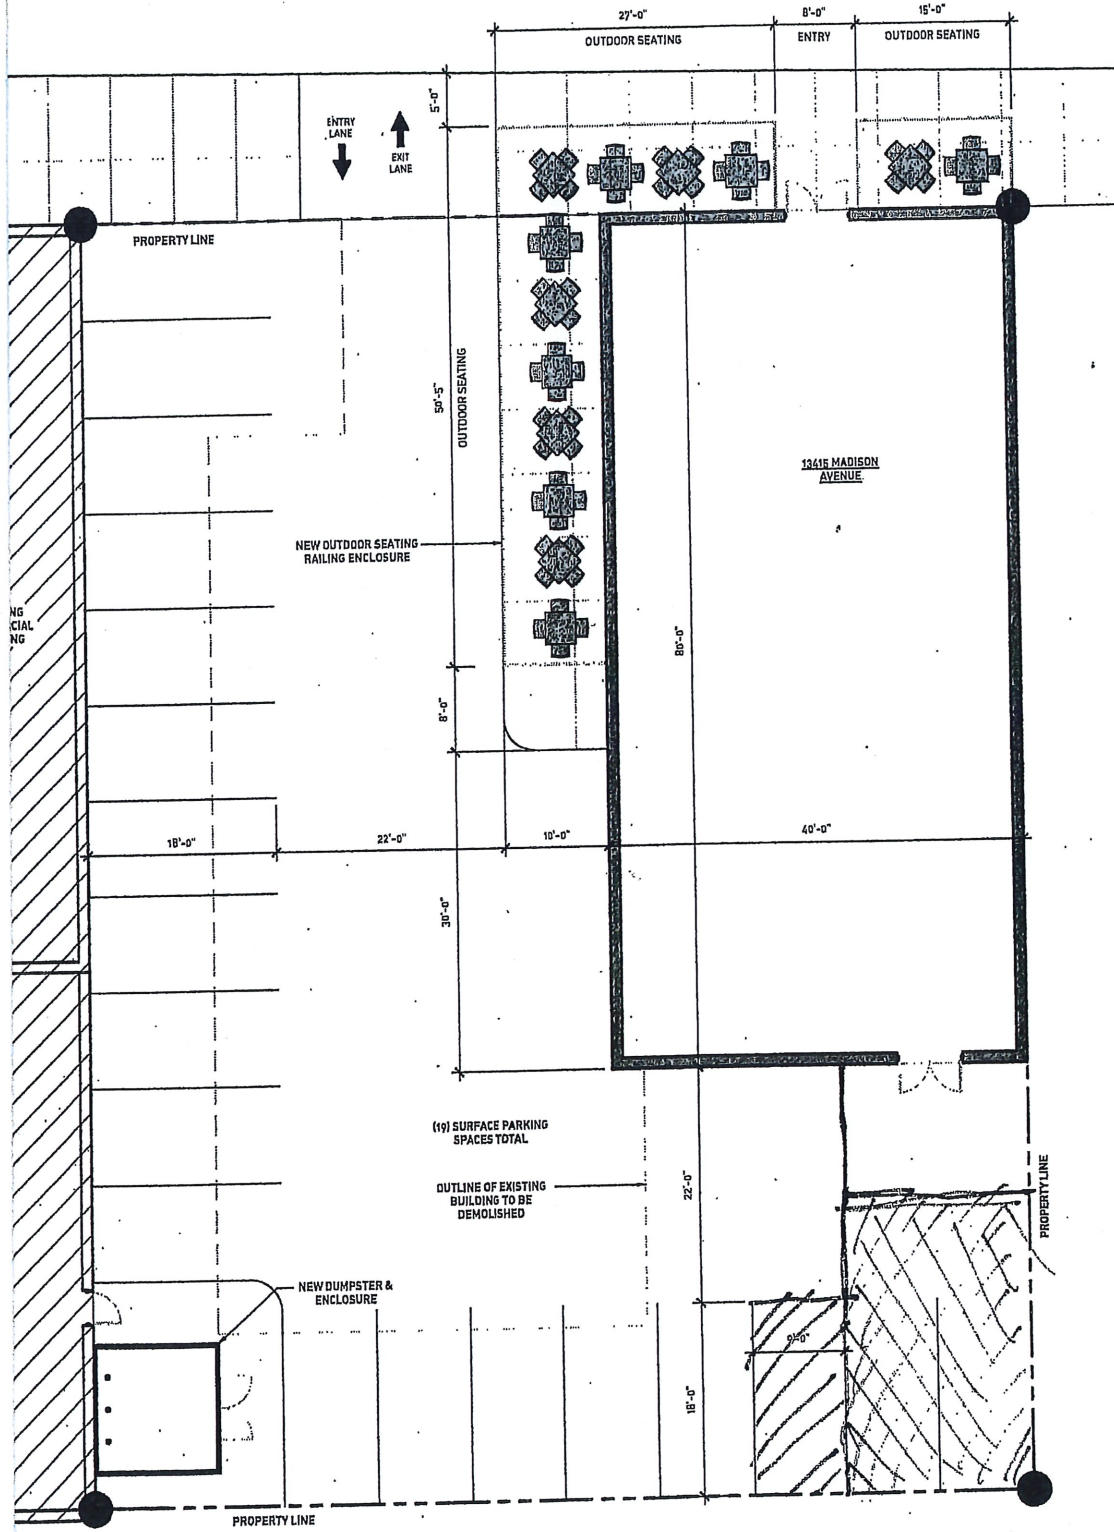 27'-0"
8'-0"
15'-0"
OUTDOOR SEATING
ENTRY
OUTDOOR SEATING
5'-0"
ENTRY
LANE
EXIT
LANE
PROPERTY LINE
50'-5"
OUTDOOR SEATING
13415 MADISON
AVENUE
NEW OUTDOOR SEATING
RAILING ENCLOSURE
NG
CIAL
NG
80'-0"
8'-0"
18'-0"
22'-0"
10'-0"
40'-0"
30'-0"
(19) SURFACE PARKING
SPACES TOTAL
OUTLINE OF EXISTING
BUILDING TO BE
DEMOLISHED
22'-0"
PROPERTY LINE
NEW DUMPSTER &
ENCLOSURE
9'-0"
18'-0"
PROPERTY LINE